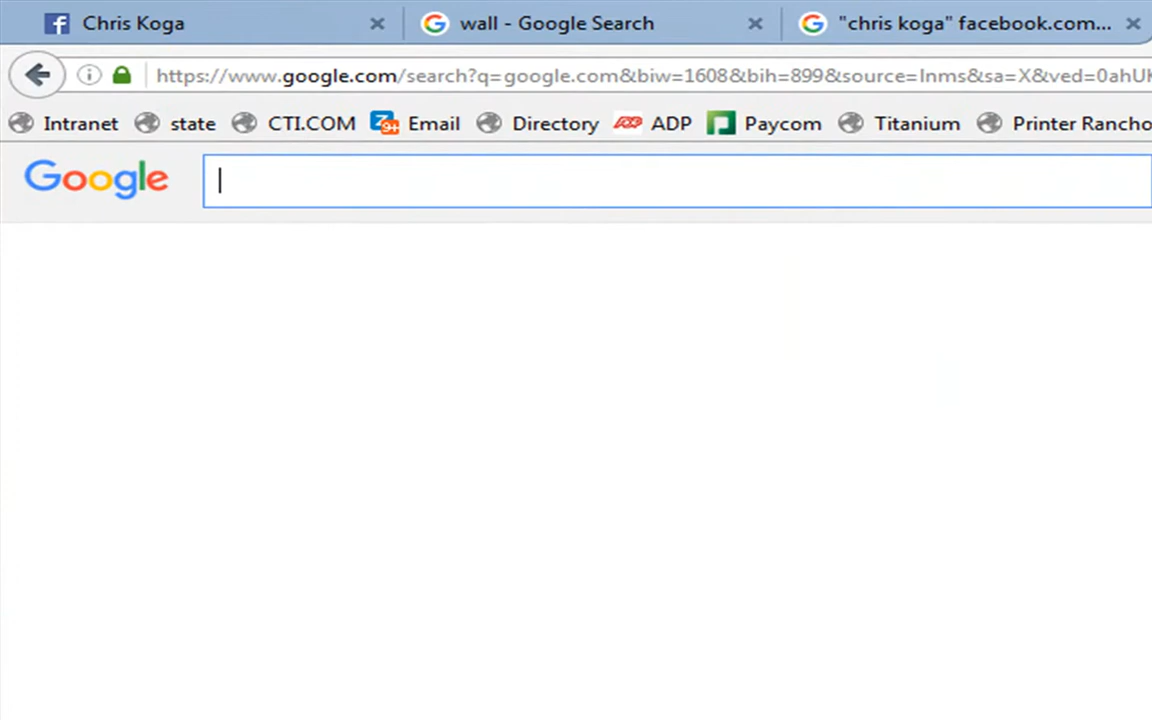 Chris Koga wall - Google Search "chris koga" facebook.com...
https://www.google.com/search?q=google.com&biw=1608&bih=899&source=lnms&sa=X&ved=0ahU
Intranet state CTI.COM Email Directory ADP Paycom Titanium Printer Rancho
Google